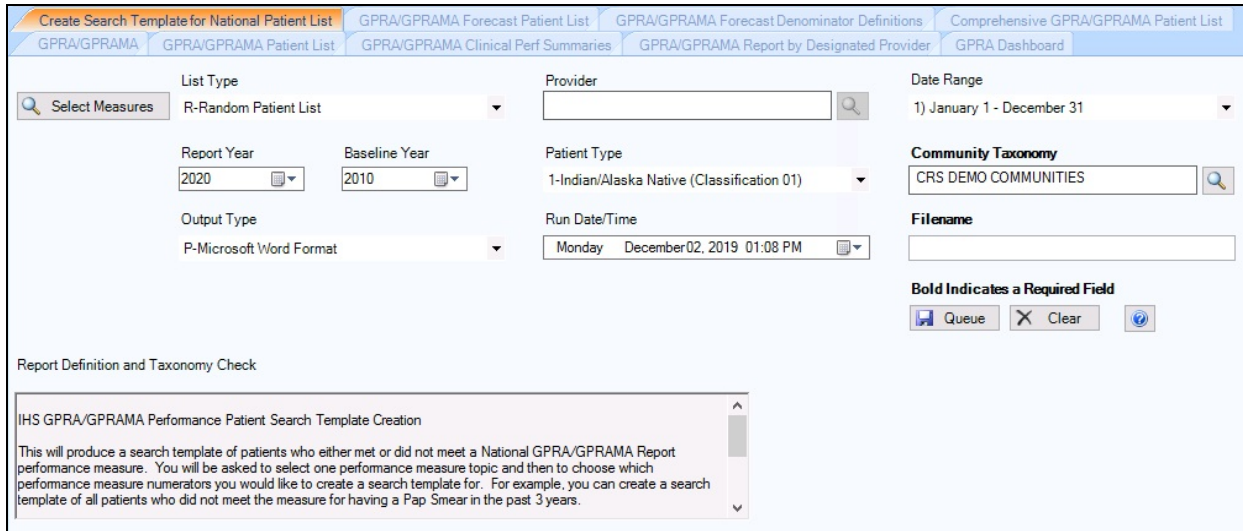 Create Search Template for National Patient List GPRA/GPRAMA Forecast Patient List GPRA/GPRAMA Forecast Denominator Definitions Comprehensive GPRA/GPRAMA Patient List
GPRA/GPRAMA GPRA/GPRAMA Patient List GPRA/GPRAMA Clinical Perf Summaries GPRA/GPRAMA Report by Designated Provider GPRA Dashboard
List Type Provider Date Range
Select Measures R-Random Patient List 1) January 1 - December 31
Report Year Baseline Year Patient Type Community Taxonomy
2020 2010 1-Indian/Alaska Native (Classification 01) CRS DEMO COMMUNITIES
Output Type Run Date/Time Filename
P-Microsoft Word Format Monday December 02, 2019 01:08 PM
Bold Indicates a Required Field
Queue Clear
Report Definition and Taxonomy Check
IHS GPRA/GPRAMA Performance Patient Search Template Creation
This will produce a search template of patients who either met or did not meet a National GPRA/GPRAMA Report
performance measure. You will be asked to select one performance measure topic and then to choose which
performance measure numerators you would like to create a search template for. For example, you can create a search
template of all patients who did not meet the measure for having a Pap Smear in the past 3 years.